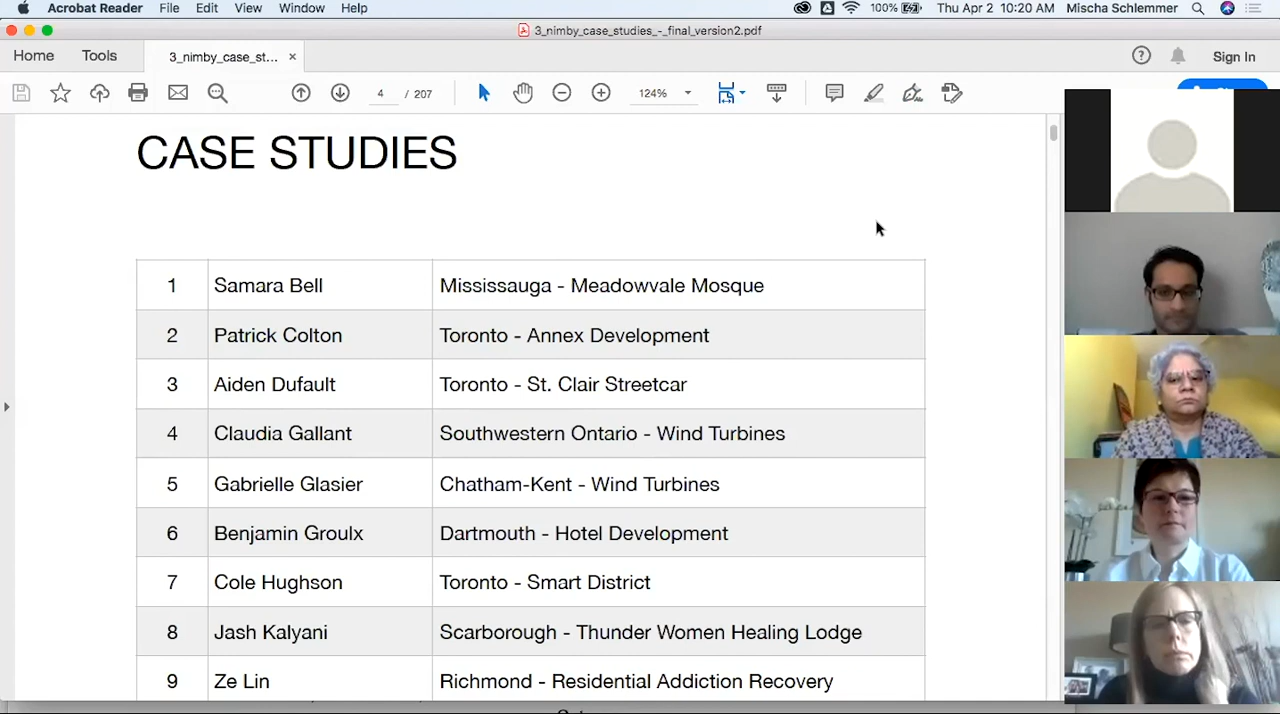 Acrobat Reader File Edit View Window Help 100% Thu Apr 2 10:20 AM Mischa Schlemmer
3_nimby_case_studies_-_final_version2.pdf
Home Tools 3_nimby_case_st... × Sign In
4 / 207 124%
CASE STUDIES
1 Samara Bell Mississauga - Meadowvale Mosque
2 Patrick Colton Toronto - Annex Development
3 Aiden Dufault Toronto - St. Clair Streetcar
4 Claudia Gallant Southwestern Ontario - Wind Turbines
5 Gabrielle Glasier Chatham-Kent - Wind Turbines
6 Benjamin Groulx Dartmouth - Hotel Development
7 Cole Hughson Toronto - Smart District
8 Jash Kalyani Scarborough - Thunder Women Healing Lodge
9 Ze Lin Richmond - Residential Addiction Recovery